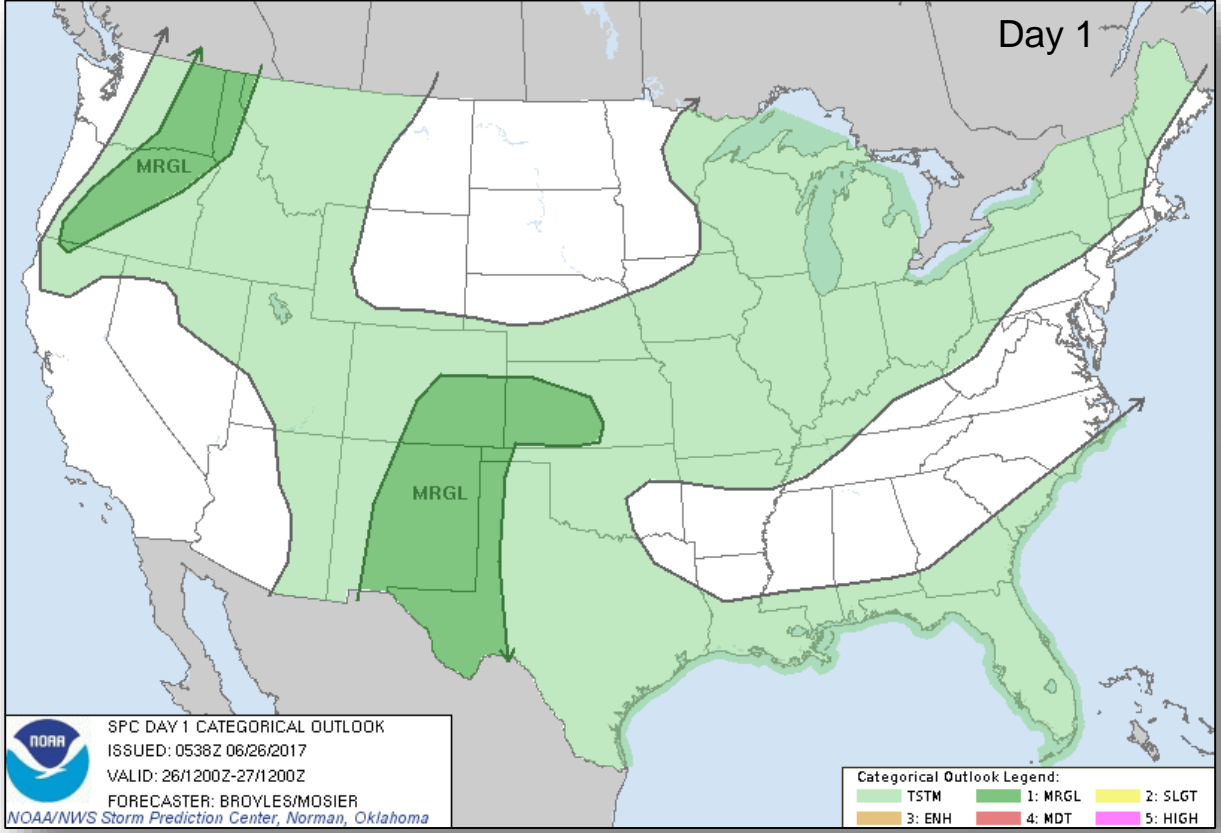 Day 1
MRGL
MRGL
NOAA
SPC DAY 1 CATEGORICAL OUTLOOK
ISSUED: 0538Z 06/26/2017
VALID: 26/1200Z-27/1200Z
FORECASTER: BROYLES/MOSIER
NOAA/NWS Storm Prediction Center, Norman, Oklahoma
Categorical Outlook Legend:
TSTM 1: MRGL 2: SLGT
3: ENH 4: MDT 5: HIGH